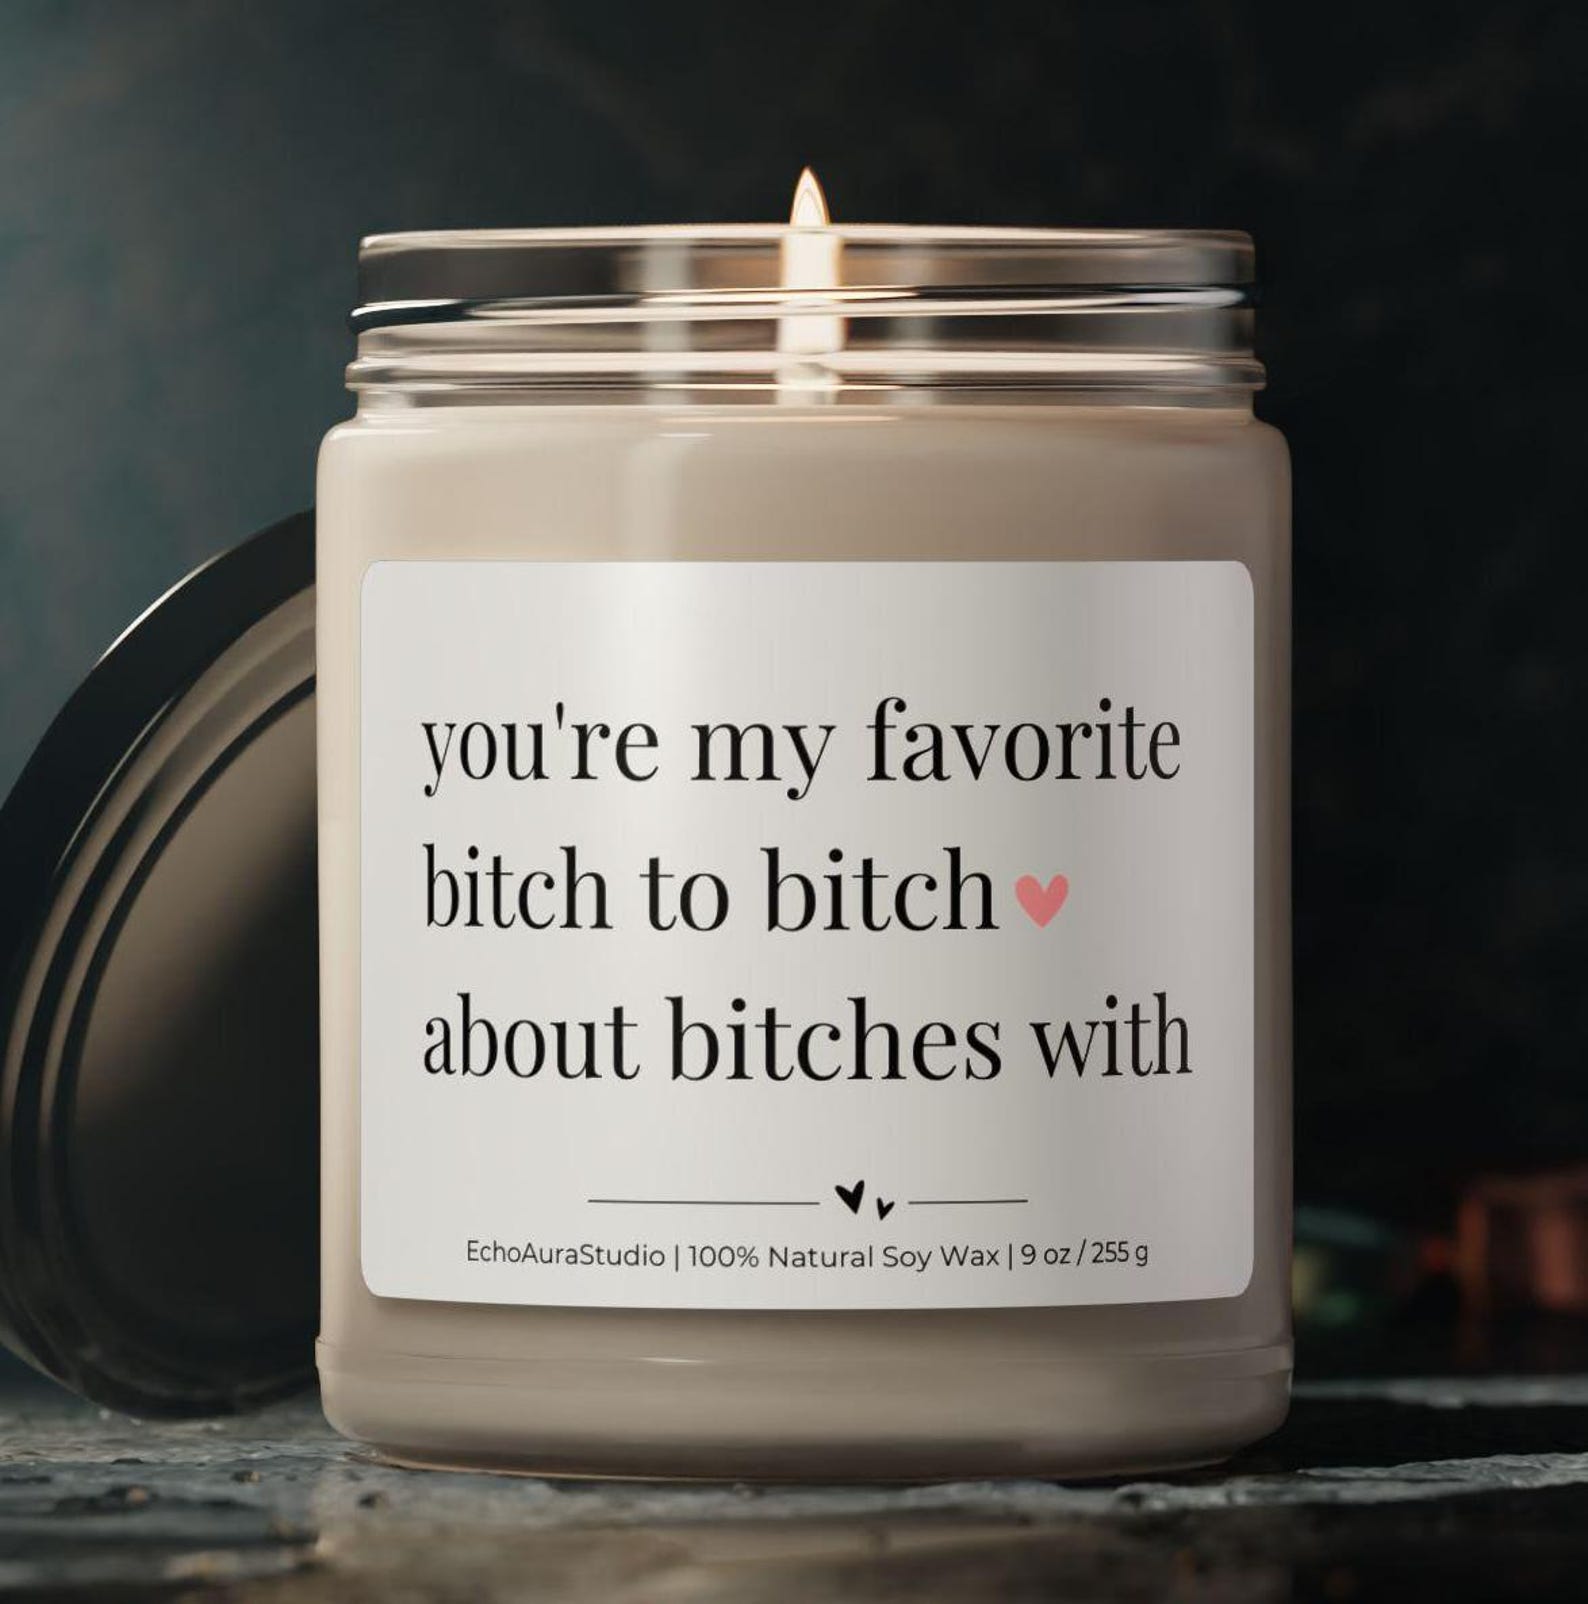 you're my favorite
bitch to bitch
about bitches with
EchoAuraStudio | 100% Natural Soy Wax | 9 oz / 255 g